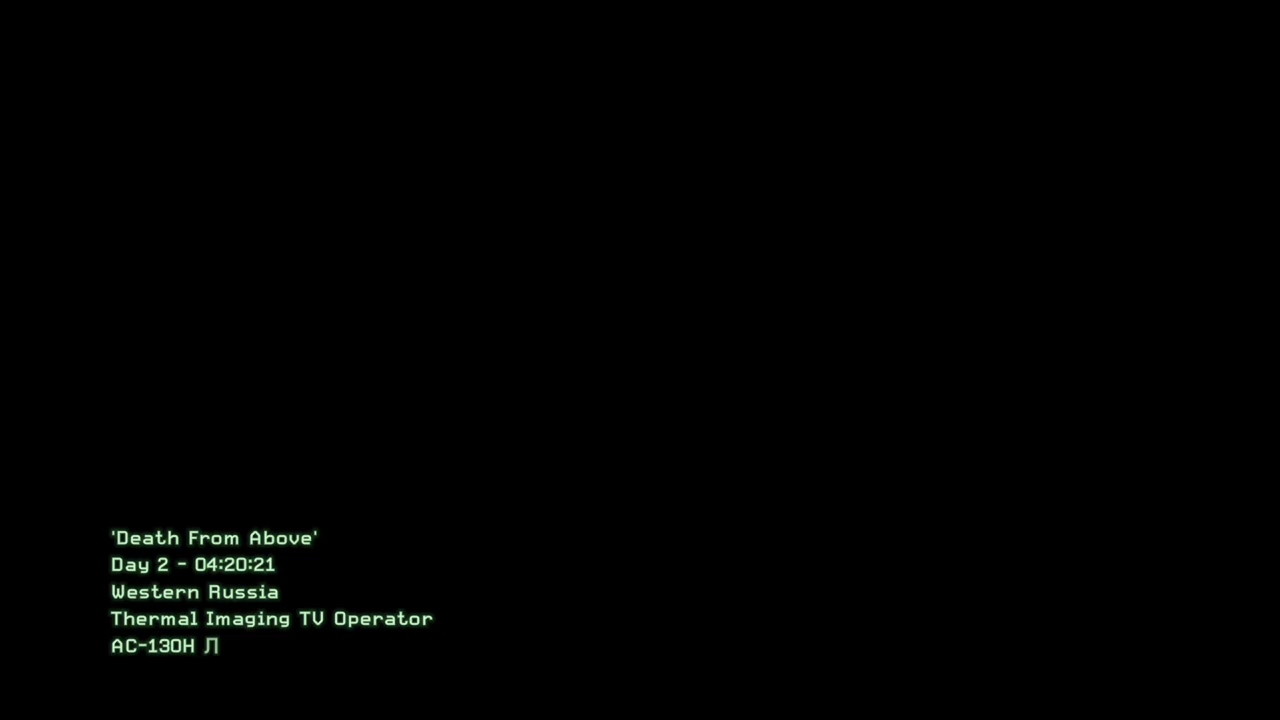 'Death From Above'
Day 2 - 04:20:21
Western Russia
Thermal Imaging TV Operator
AC-130H Л